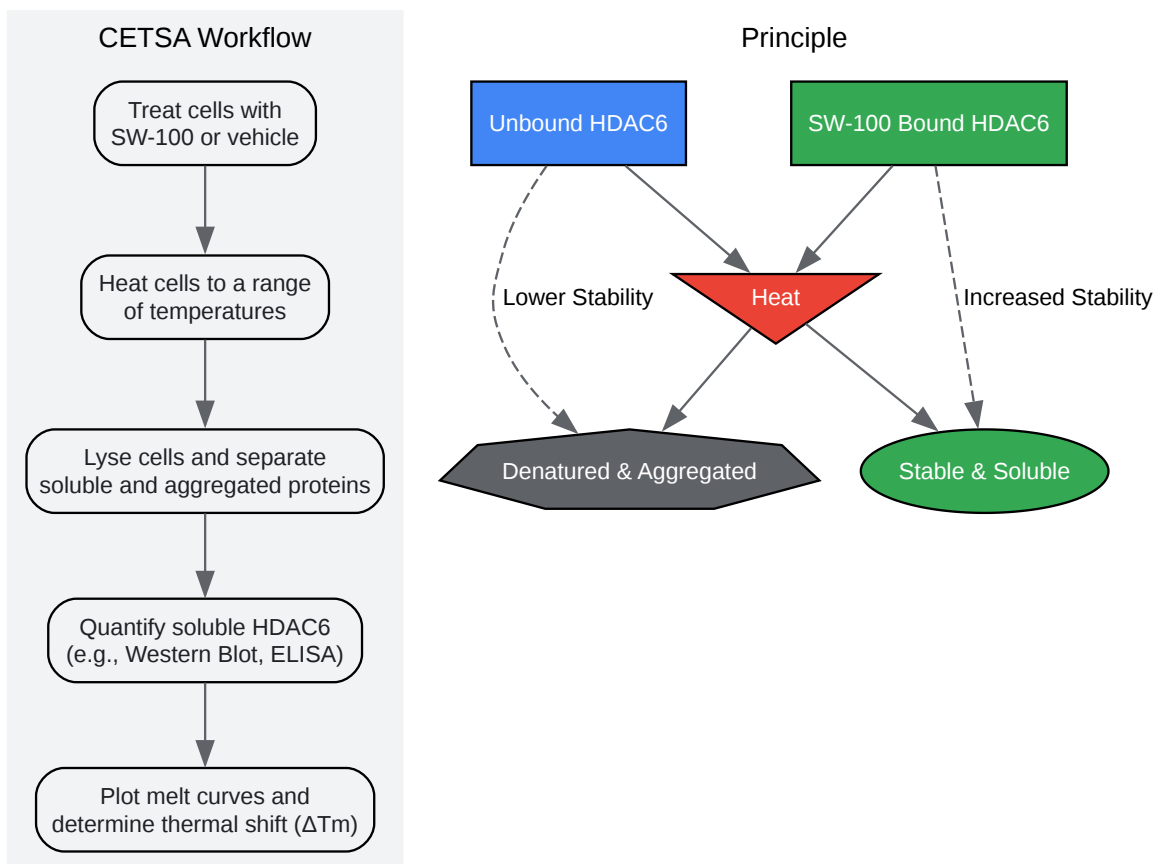 CETSA Workflow
Treat cells with
SW-100 or vehicle
Heat cells to a range
of temperatures
Lyse cells and separate
soluble and aggregated proteins
Quantify soluble HDAC6
(e.g., Western Blot, ELISA)
Plot melt curves and
determine thermal shift (ΔTm)
Principle
Unbound HDAC6
SW-100 Bound HDAC6
Lower Stability
Heat
Increased Stability
Denatured & Aggregated
Stable & Soluble